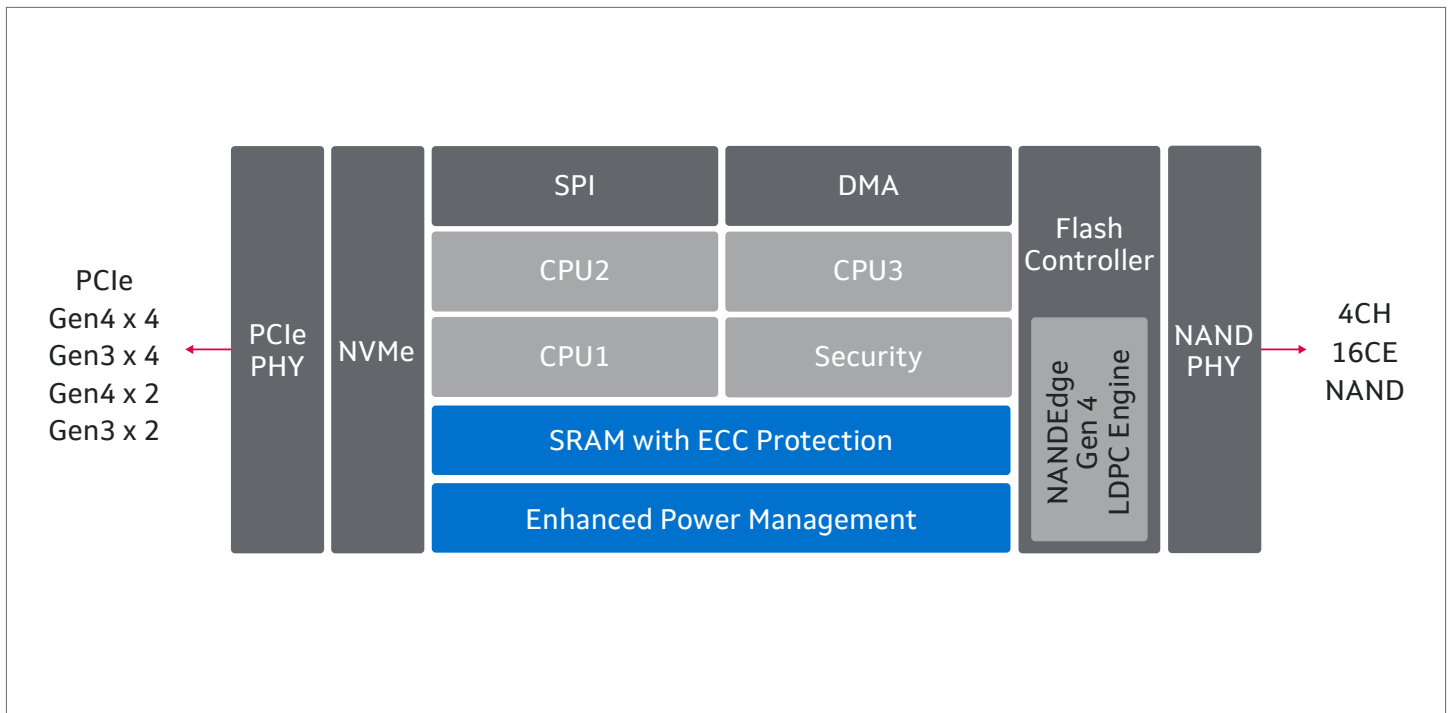 PCIe
Gen4 x 4
Gen3 x 4
Gen4 x 2
Gen3 x 2
PCIe
PHY
NVMe
SPI
DMA
CPU2
CPU3
CPU1
Security
SRAM with ECC Protection
Enhanced Power Management
Flash
Controller
NANDEdge
Gen 4
LDPC Engine
NAND
PHY
4CH
16CE
NAND